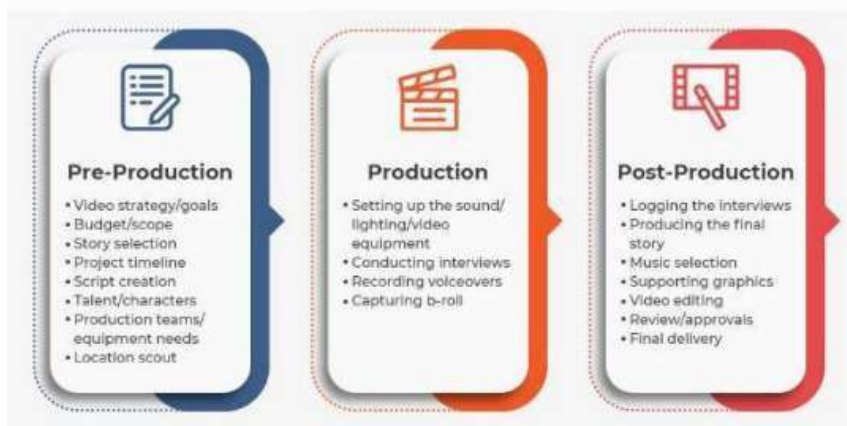 Pre-Production
• Video strategy/goals
• Budget/scope
• Story selection
• Project timeline
• Script creation
• Talent/characters
• Production teams/
equipment needs
• Location scout
Production
• Setting up the sound/
lighting/video
equipment
• Conducting interviews
• Recording voiceovers
• Capturing b-roll
Post-Production
• Logging the interviews
• Producing the final
story
• Music selection
• Supporting graphics
• Video editing
• Review/approvals
• Final delivery